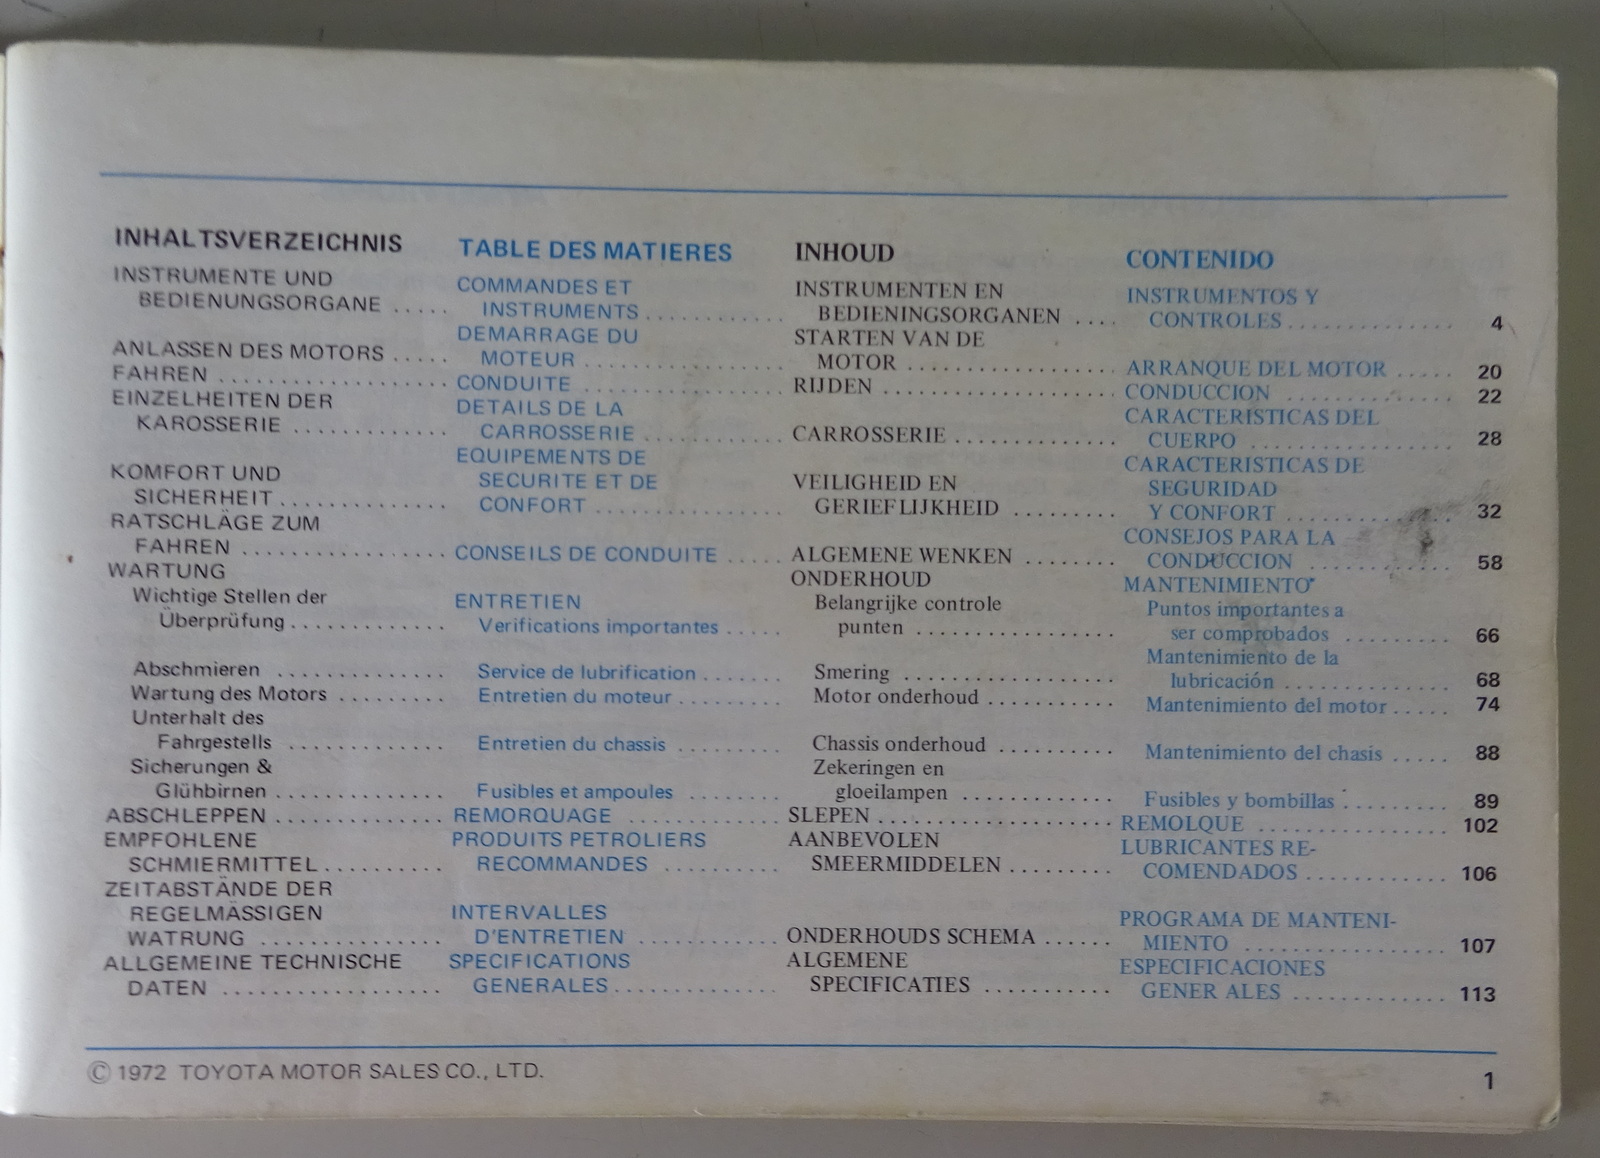 INHALTSVERZEICHNIS
INSTRUMENTE UND
BEDIENUNGSORGANE .....
ANLASSEN DES MOTORS .....
FAHREN ....................
EINZELHEITEN DER
KAROSSERIE .............
KOMFORT UND
SICHERHEIT ..............
RATSCHLÄGE ZUM
FAHREN ..................
WARTUNG
Wichtige Stellen der
Überprüfung .............
Abschmieren ..............
Wartung des Motors .........
Unterhalt des
Fahrgestells .............
Sicherungen &
Glühbirnen ..............
ABSCHLEPPEN ..............
EMPFOHLENE
SCHMIERMITTEL ..........
ZEITABSTÄNDE DER
REGELMÄSSIGEN
WATRUNG ...............
ALLGEMEINE TECHNISCHE
DATEN ..................
TABLE DES MATIERES
COMMANDES ET
INSTRUMENTS ............
DEMARRAGE DU
MOTEUR .................
CONDUITE .................
DETAILS DE LA
CARROSSERIE ............
EQUIPEMENTS DE
SECURITE ET DE
CONFORT ................
CONSEILS DE CONDUITE .....
ENTRETIEN
Verifications importantes .....
Service de lubrification .......
Entretien du moteur .........
Entretien du chassis .........
Fusibles et ampoules ........
REMORQUAGE .............
PRODUITS PETROLIERS
RECOMMANDES ..........
INTERVALLES
D'ENTRETIEN ............
SPECIFICATIONS
GENERALES ..............
INHOUD
INSTRUMENTEN EN
BEDIENINGSORGANEN ....
STARTEN VAN DE
MOTOR ..................
RIJDEN ....................
CARROSSERIE ..............
VEILIGHEID EN
GERIEFLIJKHEID .........
ALGEMENE WENKEN ........
ONDERHOUD
Belangrijke controle
punten .................
Smering ..................
Motor onderhoud ...........
Chassis onderhoud ..........
Zekeringen en
gloeilampen .............
SLEPEN ....................
AANBEVOLEN
SMEERMIDDELEN .........
ONDERHOUDS SCHEMA ......
ALGEMENE
SPECIFICATIES ...........
CONTENIDO
INSTRUMENTOS Y
CONTROLES .............. 4
ARRANQUE DEL MOTOR ..... 20
CONDUCCION .............. 22
CARACTERISTICAS DEL
CUERPO ................. 28
CARACTERISTICAS DE
SEGURIDAD
Y CONFORT .............. 32
CONSEJOS PARA LA
CONDUCCION ............ 58
MANTENIMIENTO
Puntos importantes a
ser comprobados ......... 66
Mantenimiento de la
lubricación .............. 68
Mantenimiento del motor ..... 74
Mantenimiento del chasis ..... 88
Fusibles y bombillas ......... 89
REMOLQUE ................ 102
LUBRICANTES RE-
COMENDADOS ............ 106
PROGRAMA DE MANTENI-
MIENTO ................. 107
ESPECIFICACIONES
GENER ALES ............. 113
© 1972 TOYOTA MOTOR SALES CO., LTD.
1